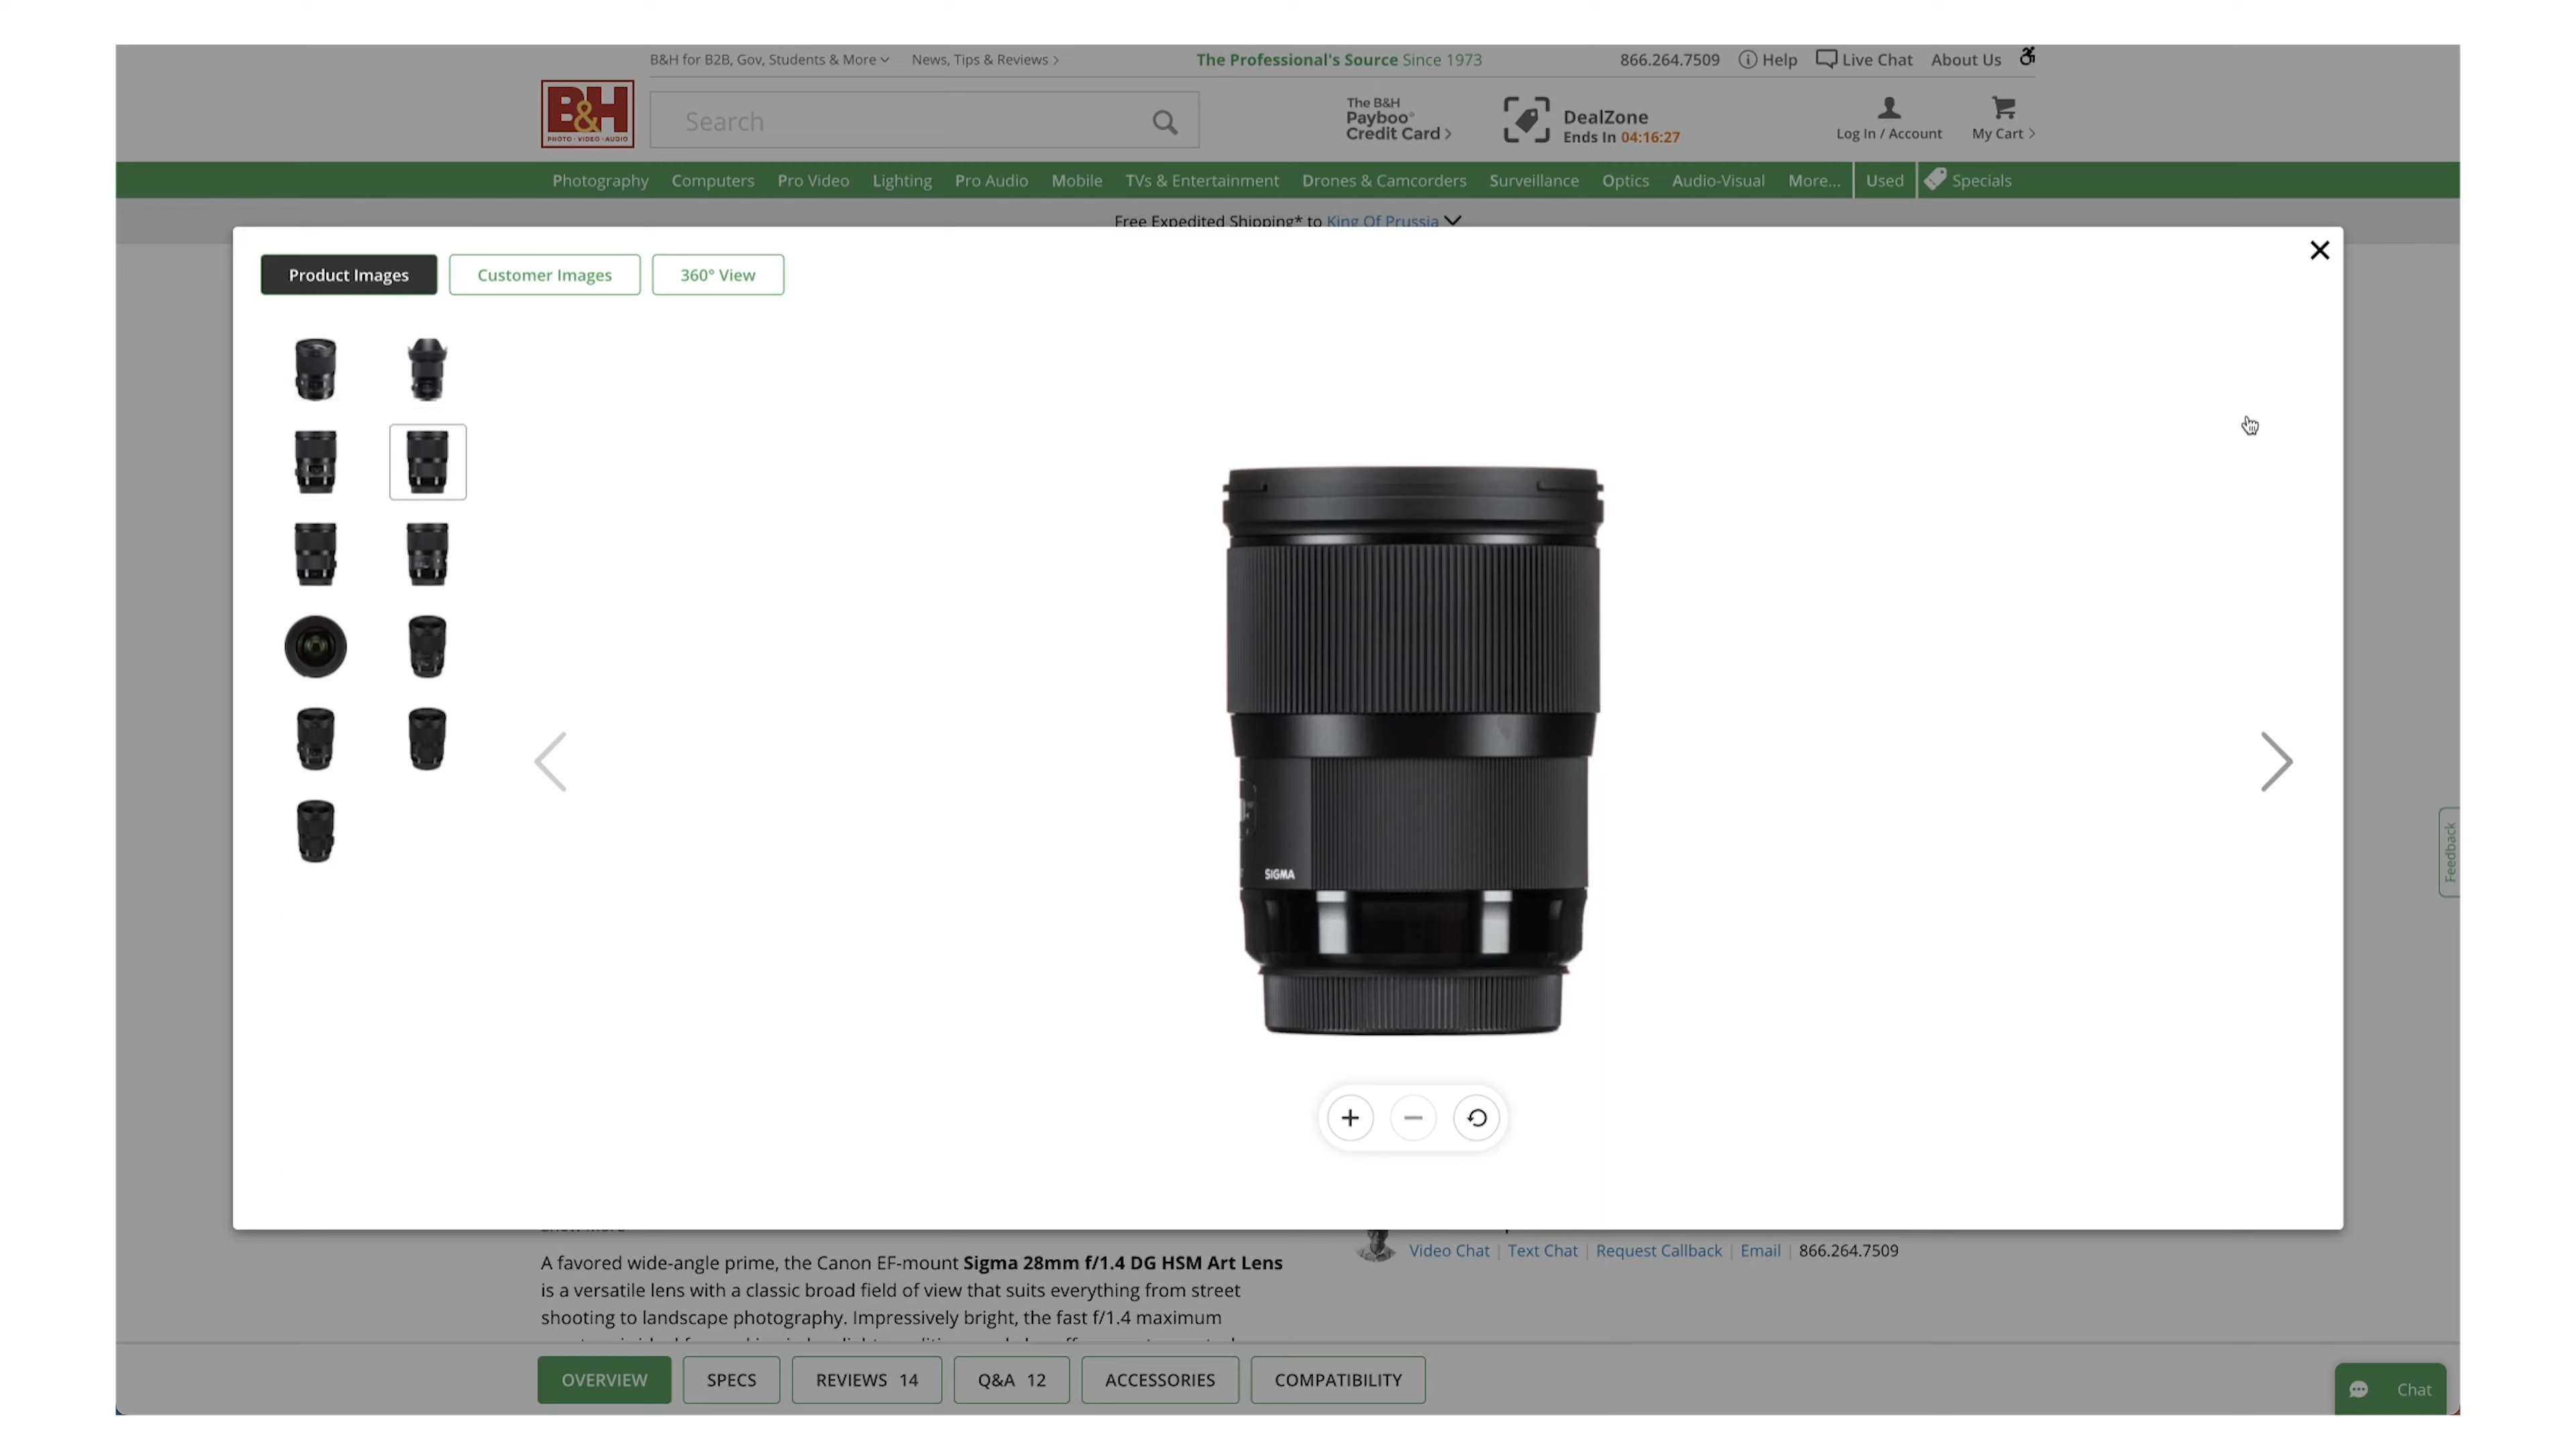 B&H for B2B, Gov, Students & More
News, Tips & Reviews
The Professional's Source Since 1973
866.264.7509
Help
Live Chat
About Us
B&H
PHOTO · VIDEO · AUDIO
Search
The B&H
Payboo®
Credit Card
DealZone
Ends In 04:16:27
Log In / Account
My Cart
Photography
Computers
Pro Video
Lighting
Pro Audio
Mobile
TVs & Entertainment
Drones & Camcorders
Surveillance
Optics
Audio-Visual
More...
Used
Specials
Free Expedited Shipping* to King Of Prussia
Product Images
Customer Images
360° View
SIGMA
Feedback
Video Chat | Text Chat | Request Callback | Email | 866.264.7509
A favored wide-angle prime, the Canon EF-mount Sigma 28mm f/1.4 DG HSM Art Lens
is a versatile lens with a classic broad field of view that suits everything from street
shooting to landscape photography. Impressively bright, the fast f/1.4 maximum
OVERVIEW
SPECS
REVIEWS 14
Q&A 12
ACCESSORIES
COMPATIBILITY
Chat